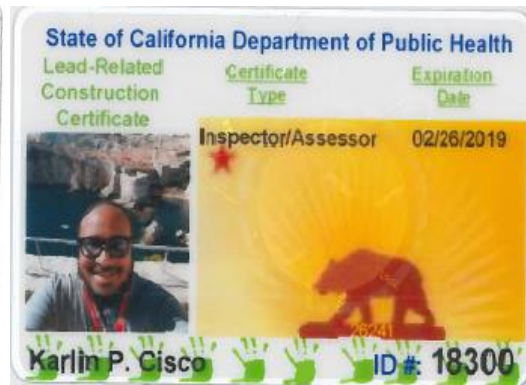 State of California Department of Public Health
Lead-Related Construction Certificate
Certificate Type
Expiration Date
Inspector/Assessor 02/26/2019
26241
Karlin P. Cisco ID #: 18300